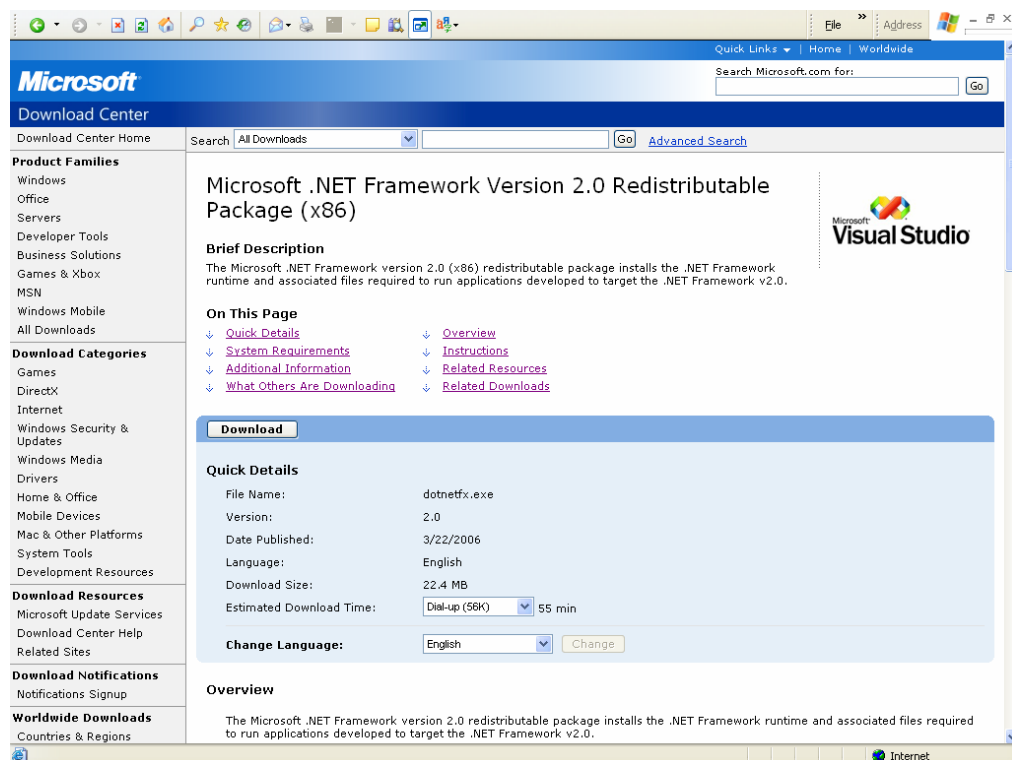 File » Address
Quick Links | Home | Worldwide
Microsoft
Search Microsoft.com for:
Go
Download Center
Download Center Home
Search All Downloads Go Advanced Search
Product Families
Windows
Office
Servers
Developer Tools
Business Solutions
Games & Xbox
MSN
Windows Mobile
All Downloads
Download Categories
Games
DirectX
Internet
Windows Security &
Updates
Windows Media
Drivers
Home & Office
Mobile Devices
Mac & Other Platforms
System Tools
Development Resources
Download Resources
Microsoft Update Services
Download Center Help
Related Sites
Download Notifications
Notifications Signup
Worldwide Downloads
Countries & Regions
Microsoft .NET Framework Version 2.0 Redistributable
Package (x86)
Microsoft
Visual Studio
Brief Description
The Microsoft .NET Framework version 2.0 (x86) redistributable package installs the .NET Framework
runtime and associated files required to run applications developed to target the .NET Framework v2.0.
On This Page
Quick Details Overview
System Requirements Instructions
Additional Information Related Resources
What Others Are Downloading Related Downloads
Download
Quick Details
File Name: dotnetfx.exe
Version: 2.0
Date Published: 3/22/2006
Language: English
Download Size: 22.4 MB
Estimated Download Time: Dial-up (56K) 55 min
Change Language: English Change
Overview
The Microsoft .NET Framework version 2.0 redistributable package installs the .NET Framework runtime and associated files required
to run applications developed to target the .NET Framework v2.0.
Internet